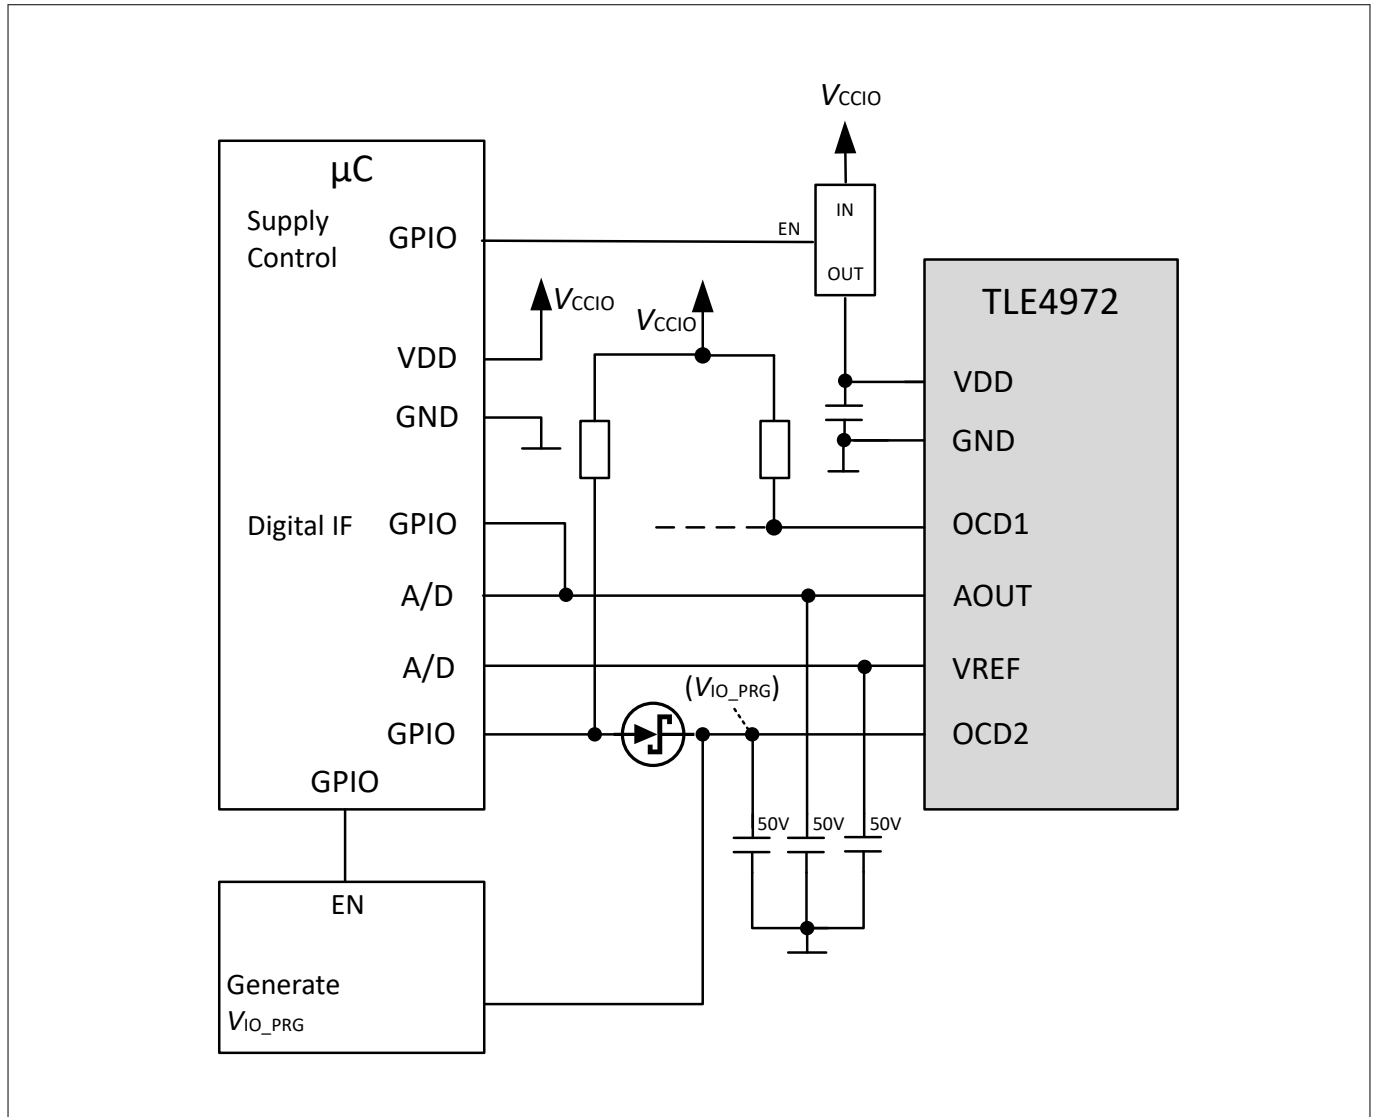 VCCIO
µC
IN
Supply
Control
GPIO
EN
OUT
TLE4972
VCCIO
VCCIO
VDD
VDD
GND
GND
Digital IF
GPIO
OCD1
A/D
AOUT
A/D
VREF
(VIO_PRG)
GPIO
OCD2
GPIO
50V
50V
50V
EN
Generate
VIO_PRG